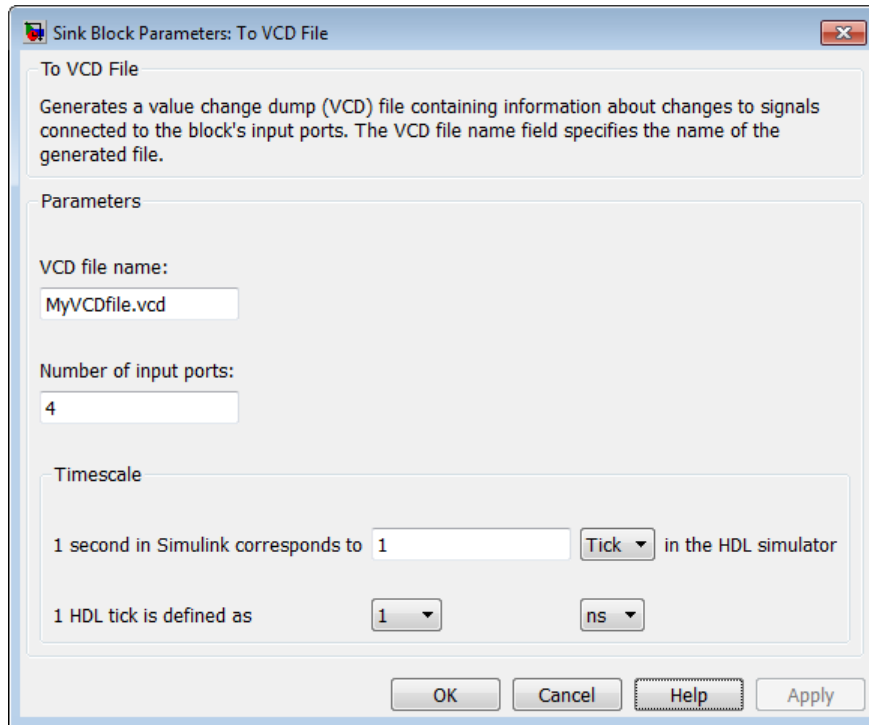 Sink Block Parameters: To VCD File
To VCD File
Generates a value change dump (VCD) file containing information about changes to signals
connected to the block's input ports. The VCD file name field specifies the name of the
generated file.
Parameters
VCD file name:
MyVCDfile.vcd
Number of input ports:
4
Timescale
1 second in Simulink corresponds to 1 Tick in the HDL simulator
1 HDL tick is defined as 1 ns
OK Cancel Help Apply